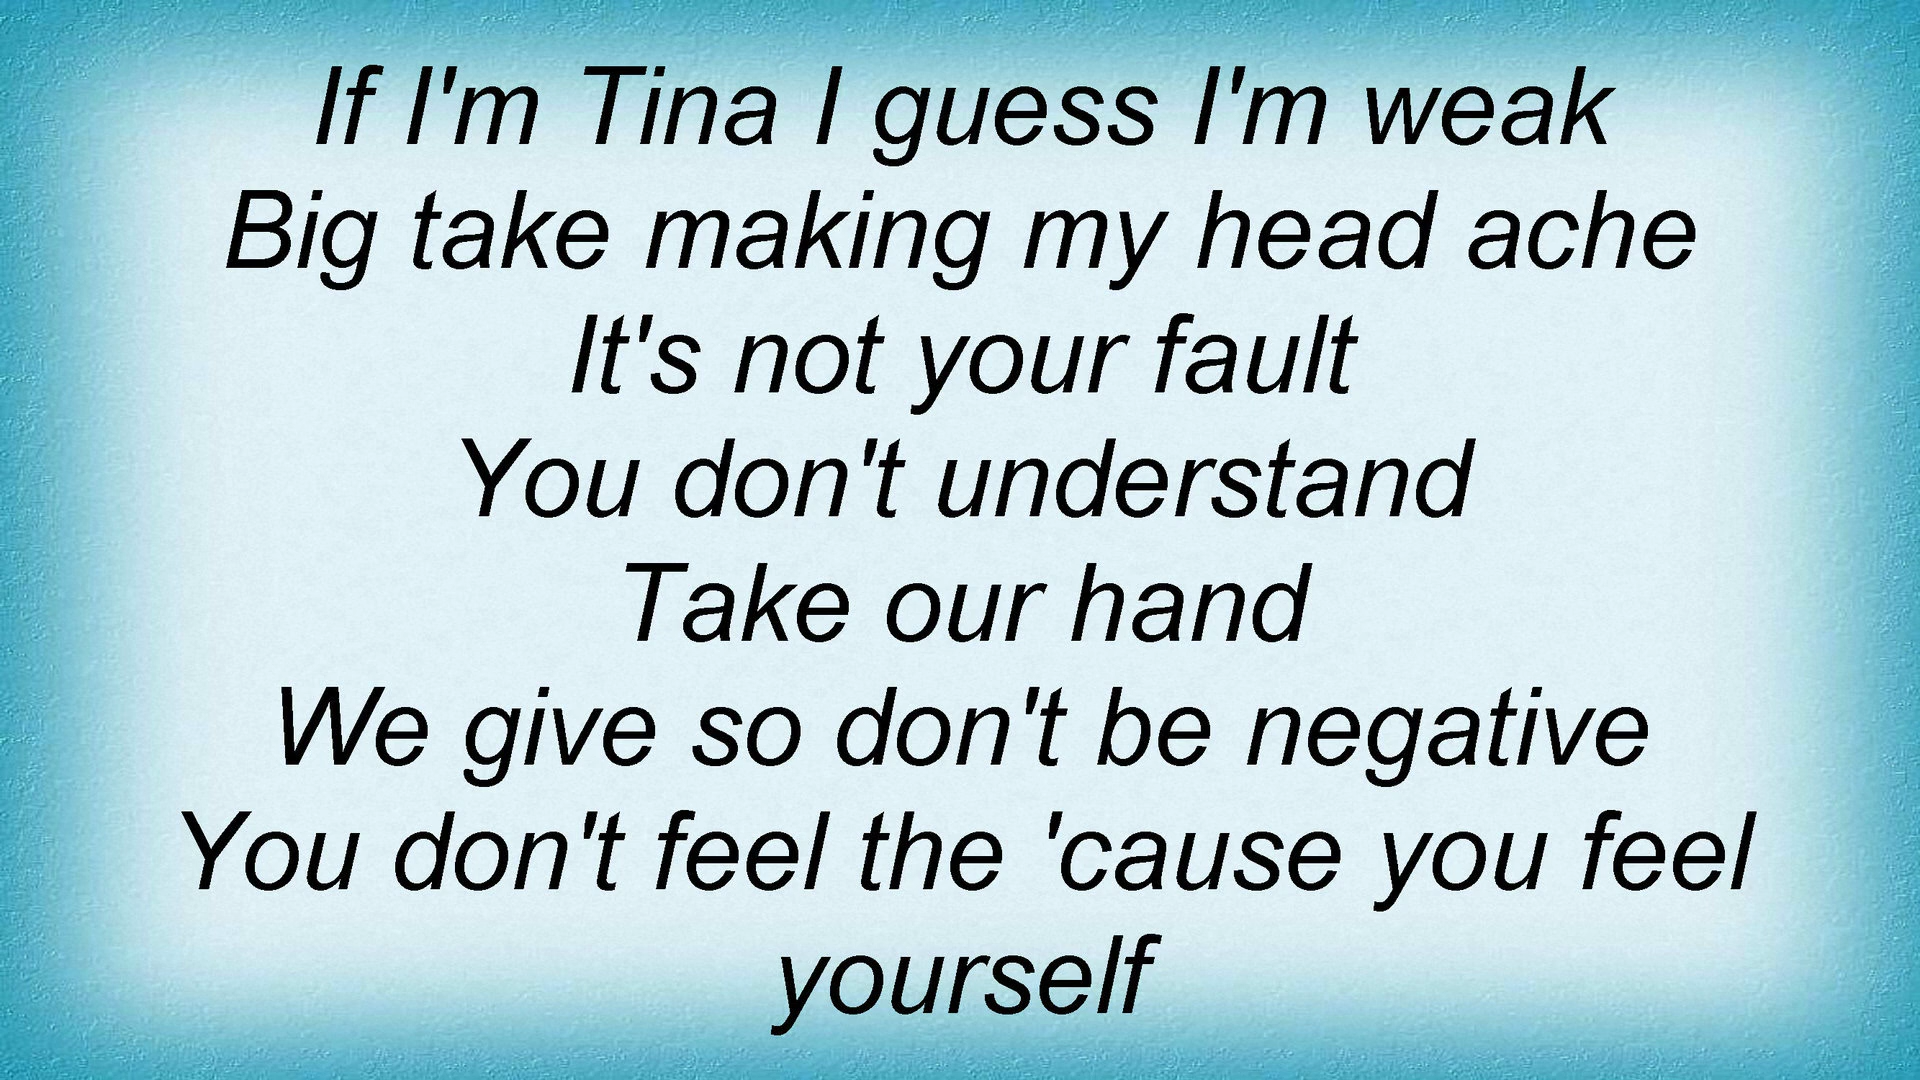 If I'm Tina I guess I'm weak
Big take making my head ache
It's not your fault
You don't understand
Take our hand
We give so don't be negative
You don't feel the 'cause you feel
yourself